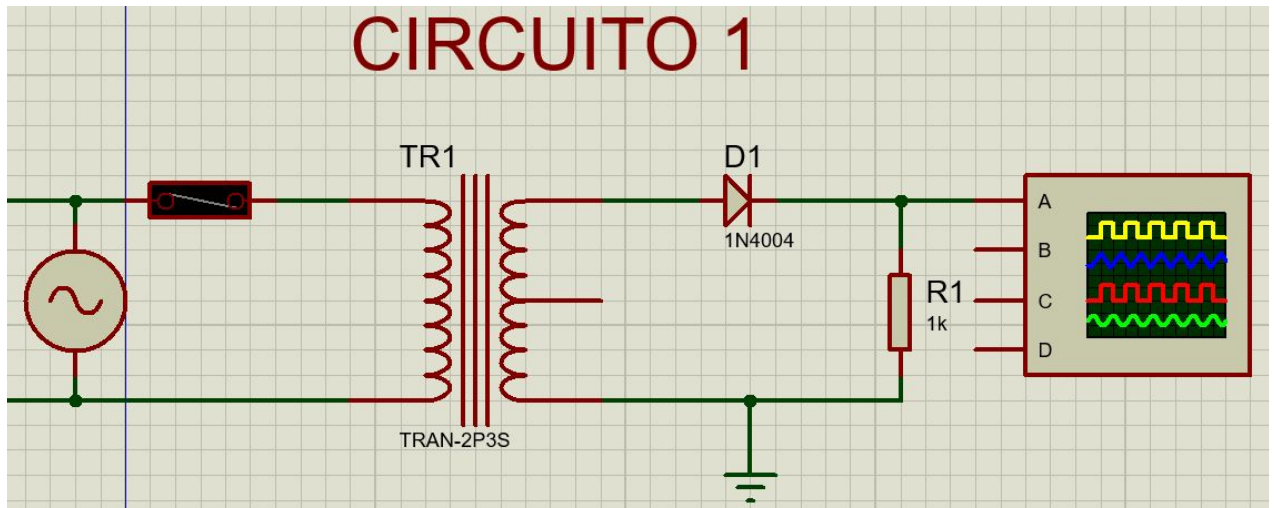 CIRCUITO 1
TR1
D1
A
1N4004
B
R1
C
1k
D
TRAN-2P3S